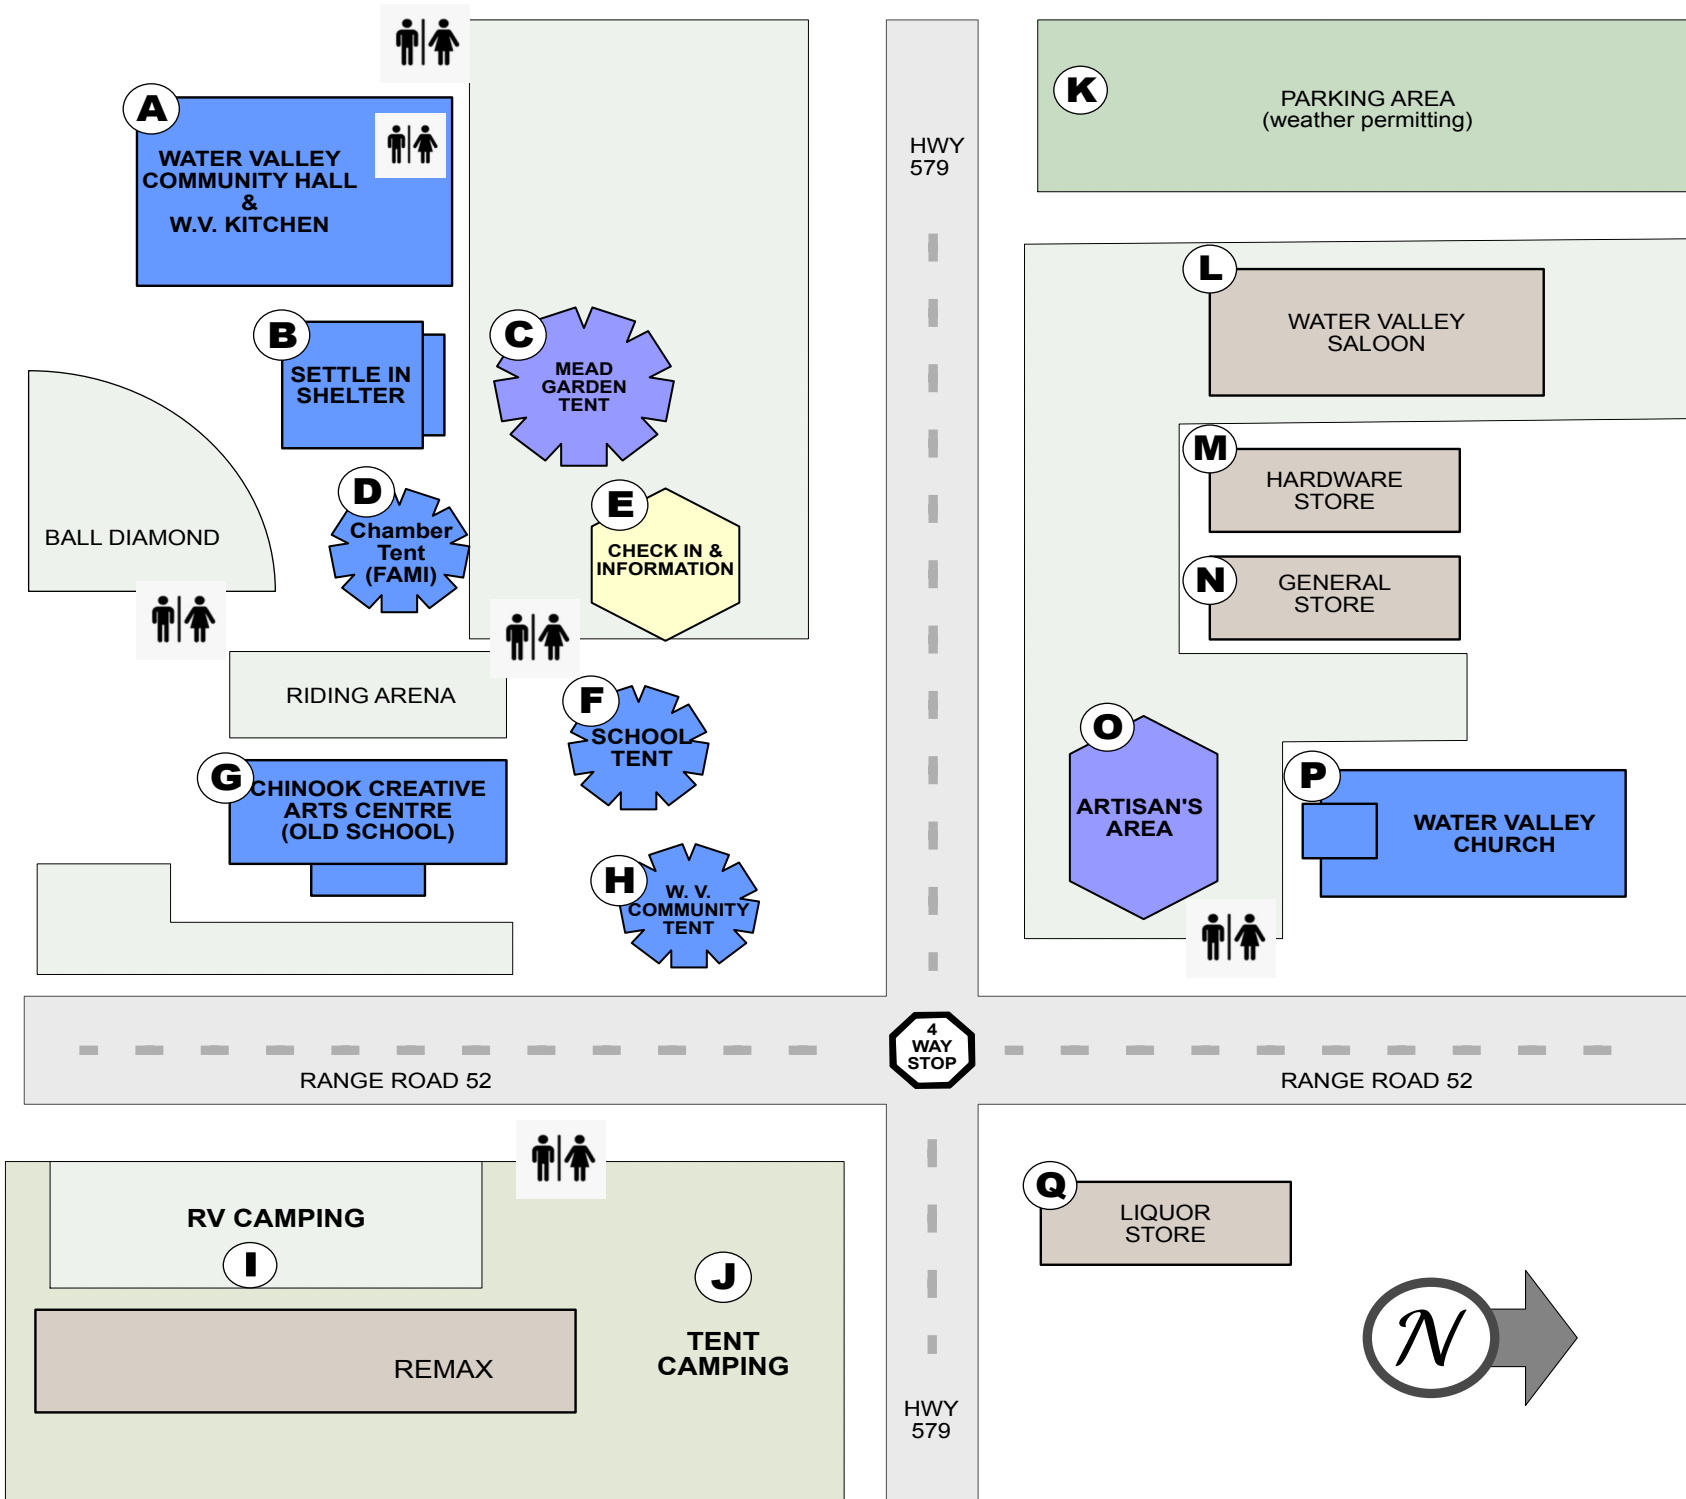 A
WATER VALLEY
COMMUNITY HALL
&
W.V. KITCHEN
B
SETTLE IN
SHELTER
C
MEAD
GARDEN
TENT
D
Chamber
Tent
(FAMI)
E
CHECK IN &
INFORMATION
BALL DIAMOND
RIDING ARENA
F
SCHOOL
TENT
G
CHINOOK CREATIVE
ARTS CENTRE
(OLD SCHOOL)
H
W. V.
COMMUNITY
TENT
HWY
579
K
PARKING AREA
(weather permitting)
L
WATER VALLEY
SALOON
M
HARDWARE
STORE
N
GENERAL
STORE
O
ARTISAN'S
AREA
P
WATER VALLEY
CHURCH
4
WAY
STOP
RANGE ROAD 52
RANGE ROAD 52
RV CAMPING
I
J
TENT
CAMPING
REMAX
HWY
579
Q
LIQUOR
STORE
N